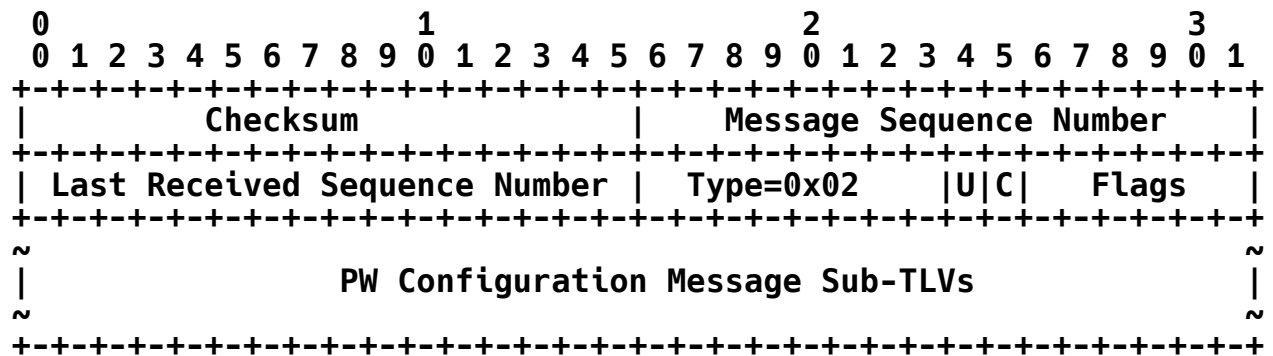 0                   1                   2                   3
 0 1 2 3 4 5 6 7 8 9 0 1 2 3 4 5 6 7 8 9 0 1 2 3 4 5 6 7 8 9 0 1
+-+-+-+-+-+-+-+-+-+-+-+-+-+-+-+-+-+-+-+-+-+-+-+-+-+-+-+-+-+-+-+-+
|         Checksum              |    Message Sequence Number    |
+-+-+-+-+-+-+-+-+-+-+-+-+-+-+-+-+-+-+-+-+-+-+-+-+-+-+-+-+-+-+-+-+
| Last Received Sequence Number |  Type=0x02    |U|C|   Flags   |
+-+-+-+-+-+-+-+-+-+-+-+-+-+-+-+-+-+-+-+-+-+-+-+-+-+-+-+-+-+-+-+-+
~                                                               ~
|                PW Configuration Message Sub-TLVs              |
~                                                               ~
+-+-+-+-+-+-+-+-+-+-+-+-+-+-+-+-+-+-+-+-+-+-+-+-+-+-+-+-+-+-+-+-+